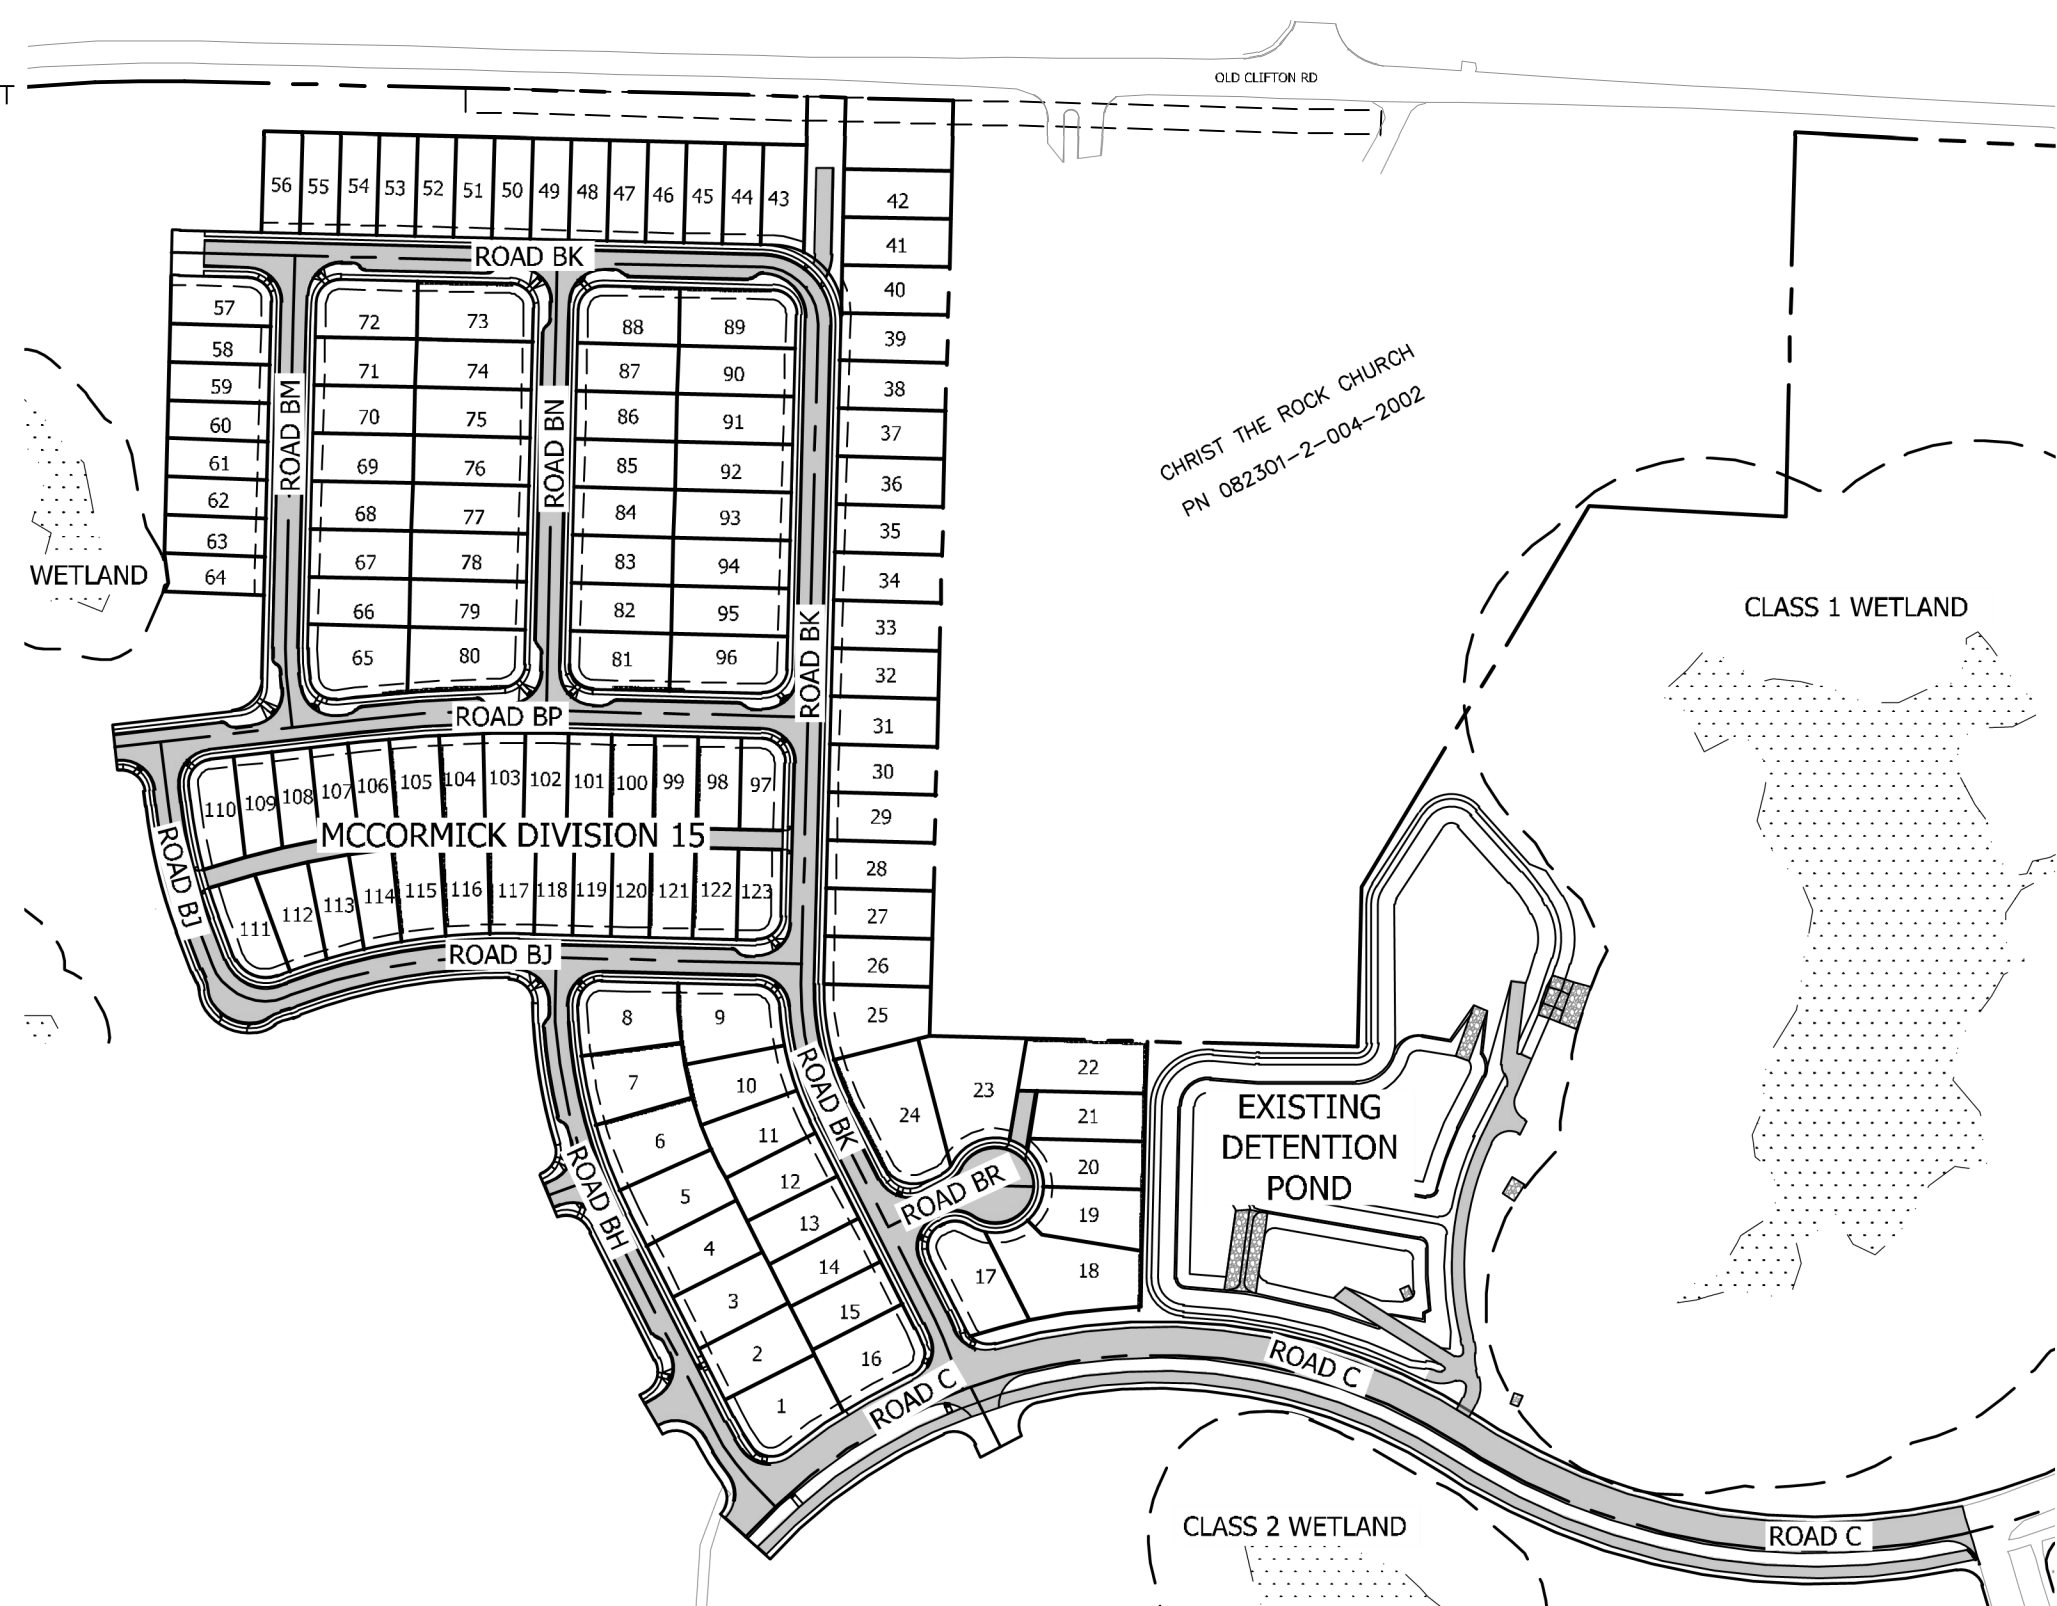 OLD CLIFTON RD
T
56 55 54 53 52 51 50 49 48 47 46 45 44 43
42
41
40
39
38
37
36
35
34
33
32
31
30
29
28
27
26
25
ROAD BK
57
58
59
60
61
62
63
64
ROAD BM
72 73
71 74
70 75
69 76
68 77
67 78
66 79
65 80
ROAD BN
88 89
87 90
86 91
85 92
84 93
83 94
82 95
81 96
ROAD BK
CHRIST THE ROCK CHURCH
PN 082301-2-004-2002
WETLAND
CLASS 1 WETLAND
ROAD BP
110 109 108 107 106 105 104 103 102 101 100 99 98 97
MCCORMICK DIVISION 15
111 112 113 114 115 116 117 118 119 120 121 122 123
ROAD BJ
ROAD BJ
8 9
7 10
6 11
5 12
4 13
3 14
2 15
1 16
ROAD BH
ROAD BK
24 23 22
21
20
19
18
17
ROAD BR
EXISTING
DETENTION
POND
ROAD C
ROAD C
CLASS 2 WETLAND
ROAD C